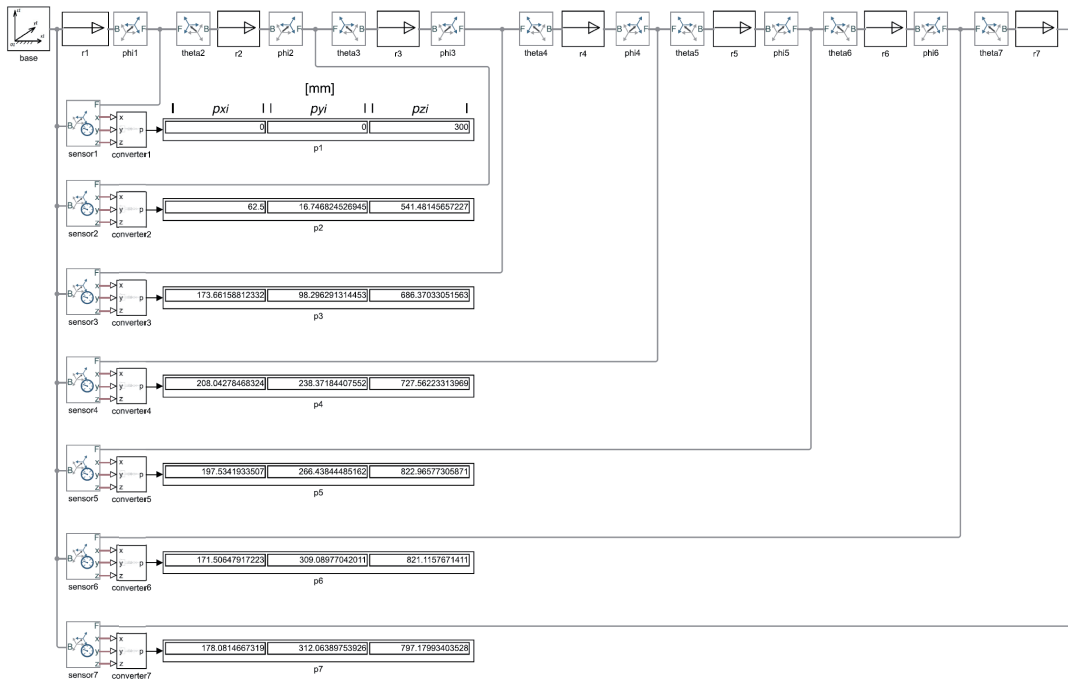 F B F B F B F B F B F B F B F B F B F B F B F B
base r1 phi1 theta2 r2 phi2 theta3 r3 phi3 theta4 r4 phi4 theta5 r5 phi5 theta6 r6 phi6 theta7 r7
[mm]
pxi pyi pzi
F
B x x
y y p 0 0 300
z z
sensor1 converter1 p1
F
B x x
y y p 62.5 16.746824526945 541.48145657227
z z
sensor2 converter2 p2
F
B x x
y y p 173.66158812332 98.296291314453 686.37033051563
z z
sensor3 converter3 p3
F
B x x
y y p 208.04278468324 238.37184407552 727.56223313969
z z
sensor4 converter4 p4
F
B x x
y y p 197.5341933507 266.43844485162 822.96577305871
z z
sensor5 converter5 p5
F
B x x
y y p 171.50647917223 309.08977042011 821.1157671411
z z
sensor6 converter6 p6
F
B x x
y y p 178.0814667319 312.06389753926 797.17993403528
z z
sensor7 converter7 p7